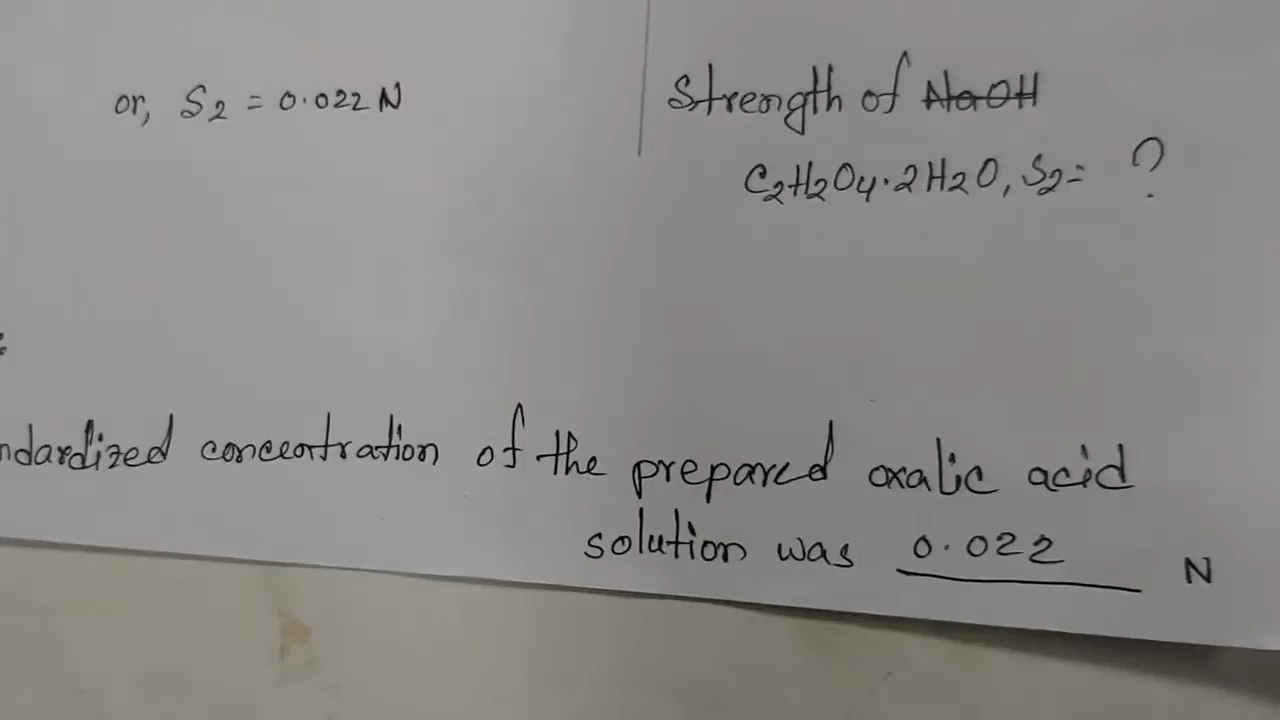 or, S2 = 0.022 N
Strength of NaOH
C2H2O4·2H2O, S2 = ?
ndardized concentration of the prepared oxalic acid
solution was 0.022 N